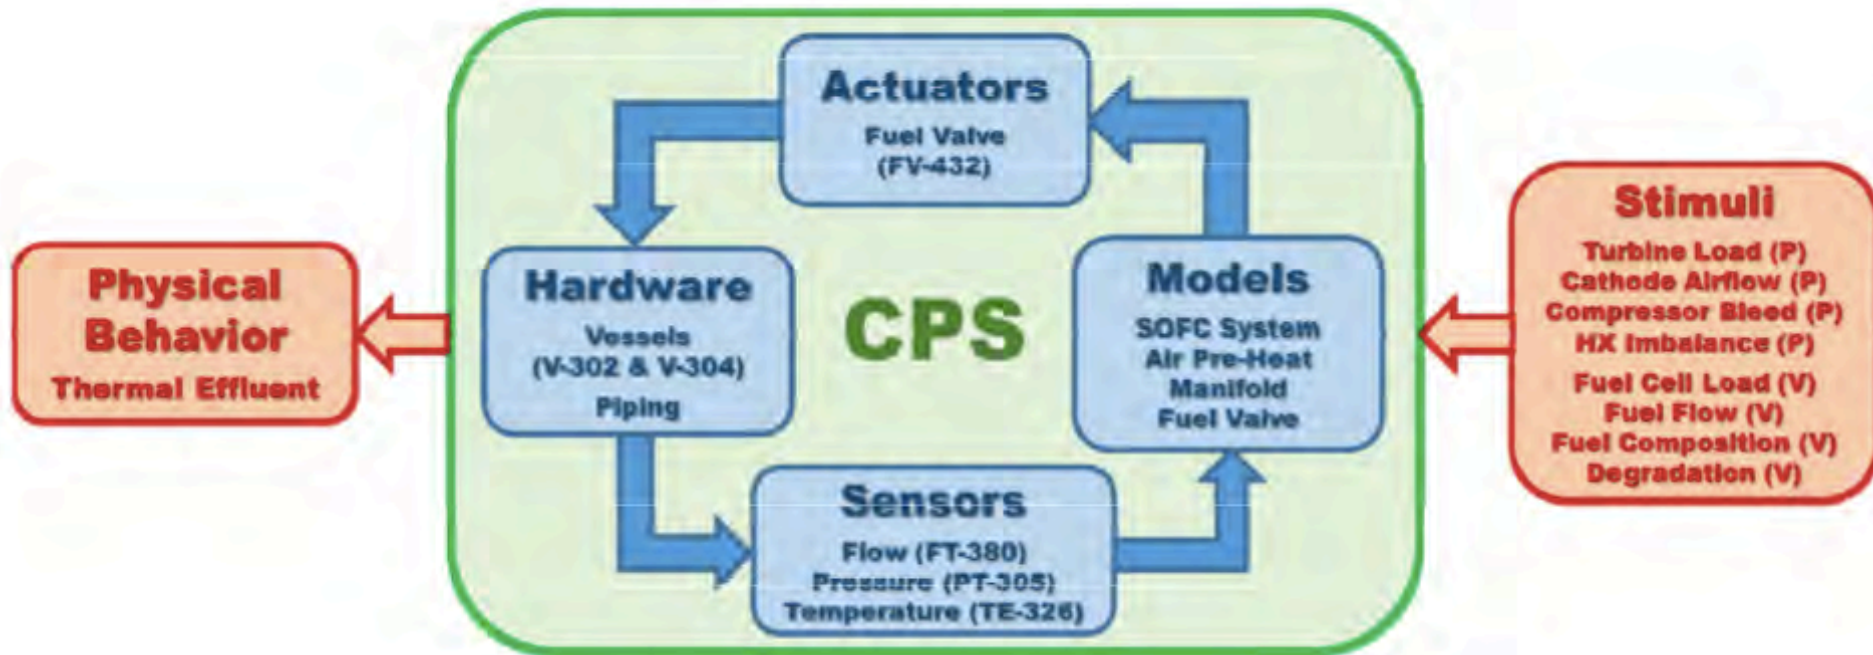 Actuators
Fuel Valve
(FV-432)
Physical
Behavior
Thermal Effluent
Hardware
Vessels
(V-302 & V-304)
Piping
CPS
Models
SOFC System
Air Pre-Heat
Manifold
Fuel Valve
Sensors
Flow (FT-380)
Pressure (PT-305)
Temperature (TE-326)
Stimuli
Turbine Load (P)
Cathode Airflow (P)
Compressor Bleed (P)
HX Imbalance (P)
Fuel Cell Load (V)
Fuel Flow (V)
Fuel Composition (V)
Degradation (V)